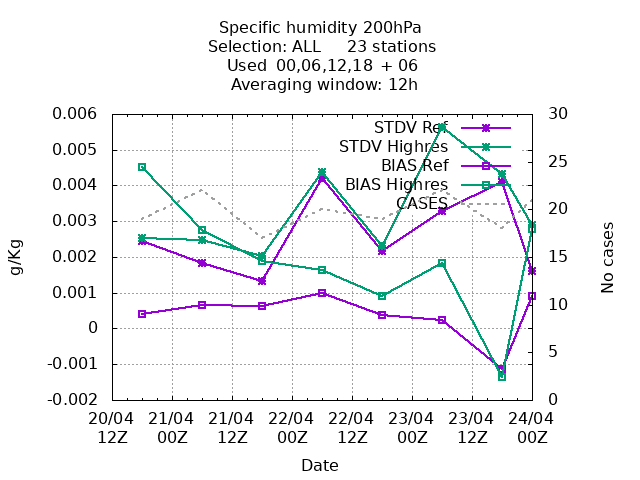 Specific humidity 200hPa
Selection: ALL     23 stations
Used  00,06,12,18  + 06
Averaging window: 12h
0.006
0.005
0.004
0.003
0.002
0.001
0
-0.001
-0.002
30
25
20
15
10
5
0
g/Kg
No cases
STDV Ref
STDV Highres
BIAS Ref
BIAS Highres
CASES
20/04 21/04 21/04 22/04 22/04 23/04 23/04 24/04
12Z 00Z 12Z 00Z 12Z 00Z 12Z 00Z
Date